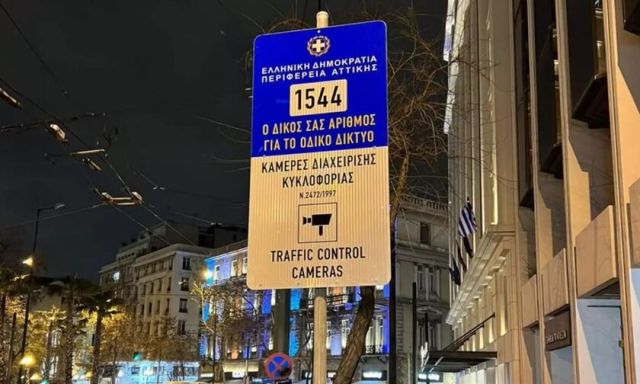 ΕΛΛΗΝΙΚΗ ΔΗΜΟΚΡΑΤΙΑ
ΠΕΡΙΦΕΡΕΙΑ ΑΤΤΙΚΗΣ
1544
Ο ΔΙΚΟΣ ΣΑΣ ΑΡΙΘΜΟΣ
ΓΙΑ ΤΟ ΟΔΙΚΟ ΔΙΚΤΥΟ
ΚΑΜΕΡΕΣ ΔΙΑΧΕΙΡΙΣΗΣ
ΚΥΚΛΟΦΟΡΙΑΣ
Ν.2472/1997
TRAFFIC CONTROL
CAMERAS